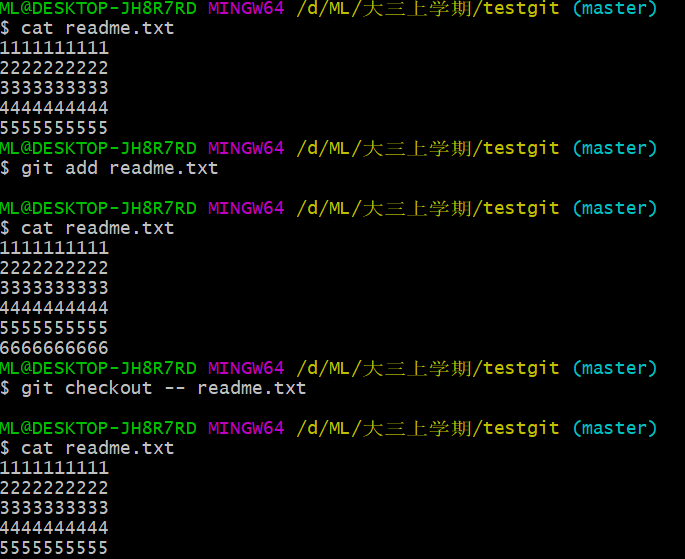 ML@DESKTOP-JH8R7RD MINGW64 /d/ML/大三上学期/testgit (master)
$ cat readme.txt
1111111111
2222222222
3333333333
4444444444
5555555555
ML@DESKTOP-JH8R7RD MINGW64 /d/ML/大三上学期/testgit (master)
$ git add readme.txt
ML@DESKTOP-JH8R7RD MINGW64 /d/ML/大三上学期/testgit (master)
$ cat readme.txt
1111111111
2222222222
3333333333
4444444444
5555555555
6666666666
ML@DESKTOP-JH8R7RD MINGW64 /d/ML/大三上学期/testgit (master)
$ git checkout -- readme.txt
ML@DESKTOP-JH8R7RD MINGW64 /d/ML/大三上学期/testgit (master)
$ cat readme.txt
1111111111
2222222222
3333333333
4444444444
5555555555